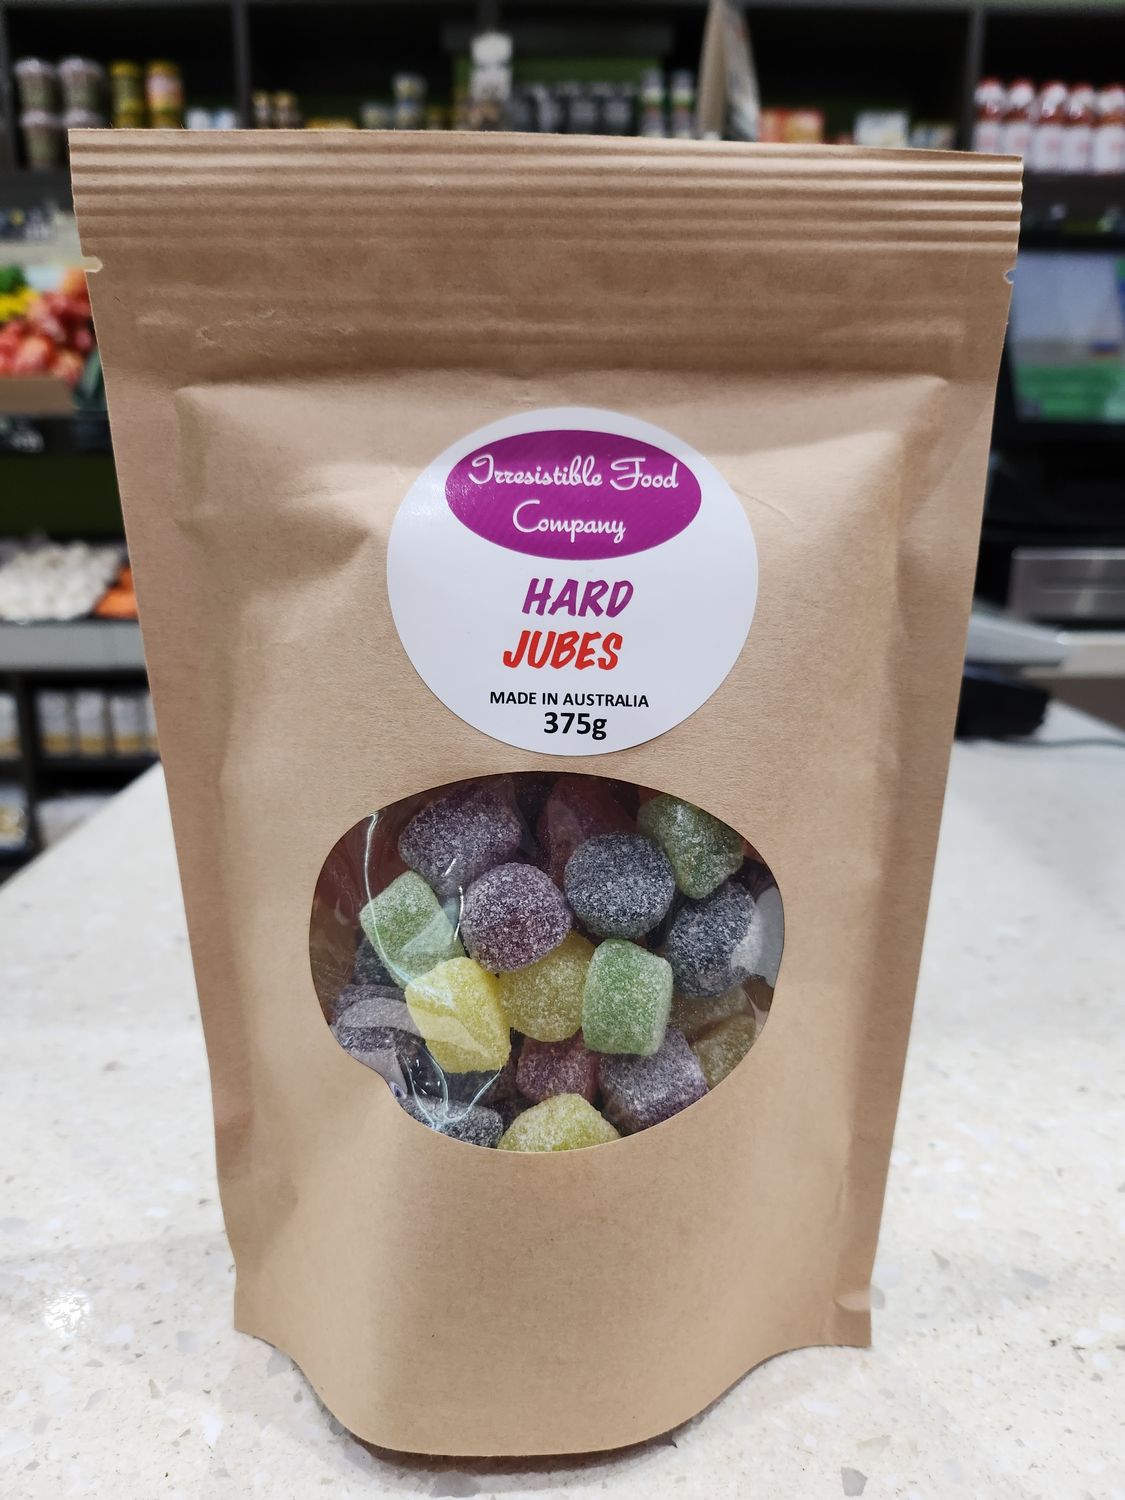 Irresistible Food
Company
HARD
JUBES
MADE IN AUSTRALIA
375g